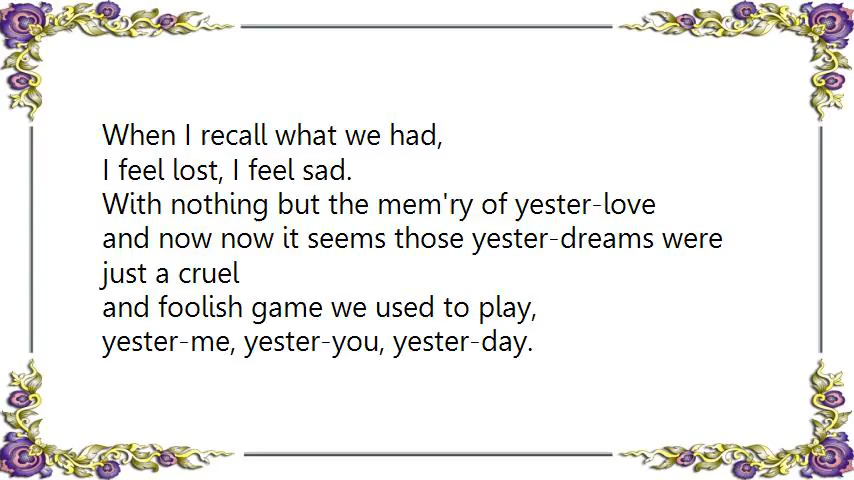 When I recall what we had,
I feel lost, I feel sad.
With nothing but the mem'ry of yester-love
and now now it seems those yester-dreams were
just a cruel
and foolish game we used to play,
yester-me, yester-you, yester-day.